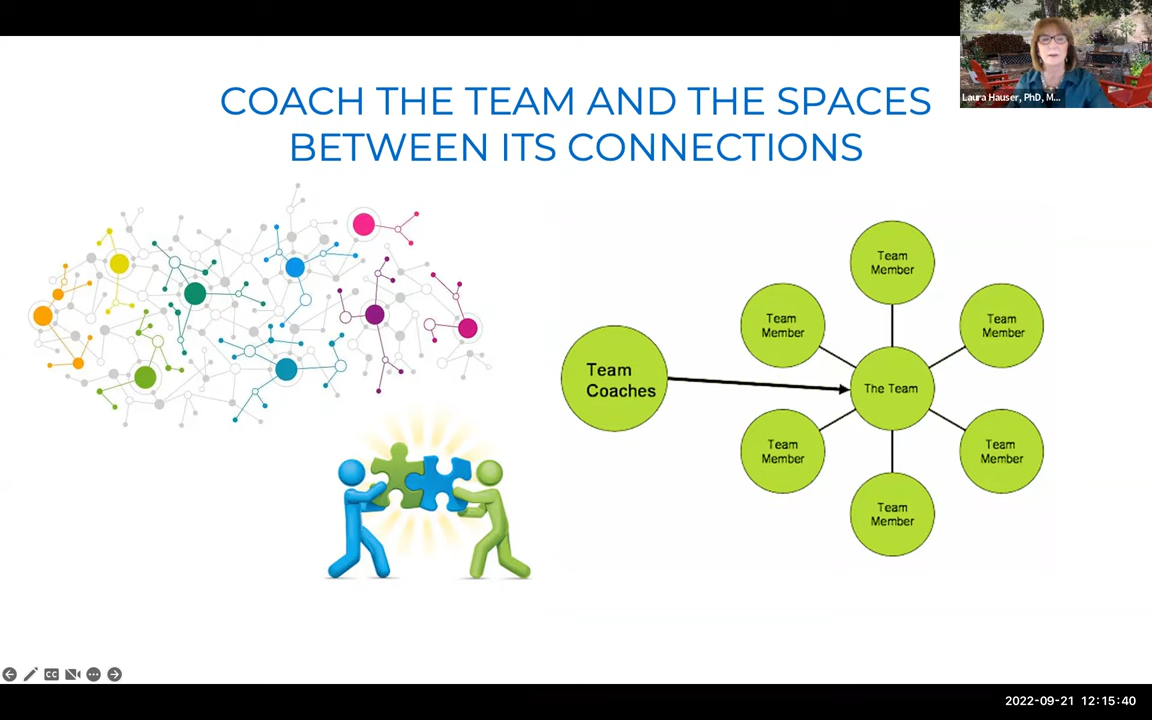 Laura Hauser, PhD, M...
COACH THE TEAM AND THE SPACES
BETWEEN ITS CONNECTIONS
Team
Member
Team
Member
Team
Member
Team
Coaches
The Team
Team
Member
Team
Member
Team
Member
CC
2022-09-21 12:15:40